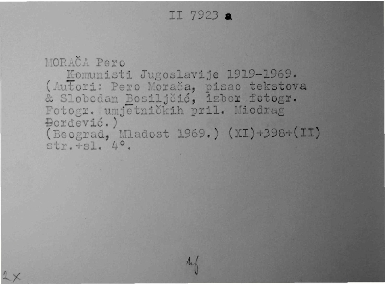 II 7923 a
MORAČA Pero
Komunisti Jugoslavije 1919-1969.
(Autori: Pero Morača, pisac tekstova
& Slobodan Bosiljčić, izbor fotogr.
Fotogr. umjetničkih pril. Miodrag
Đorđević.)
(Beograd, Mladost 1969.) (XI)+398+(II)
str.+sl. 4°.
2x